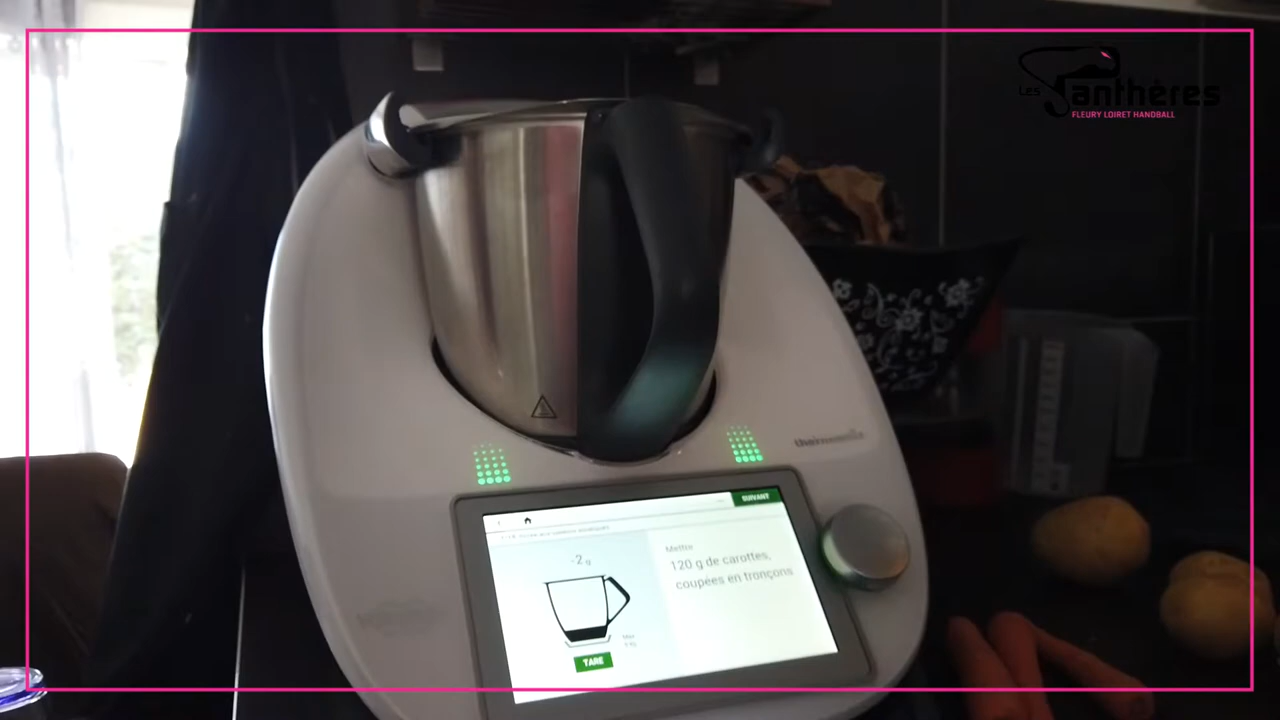 Les Panthères
FLEURY LOIRET HANDBALL
thermomix
SUIVANT
-2 g
Mettre
120 g de carottes,
coupées en tronçons
TARE